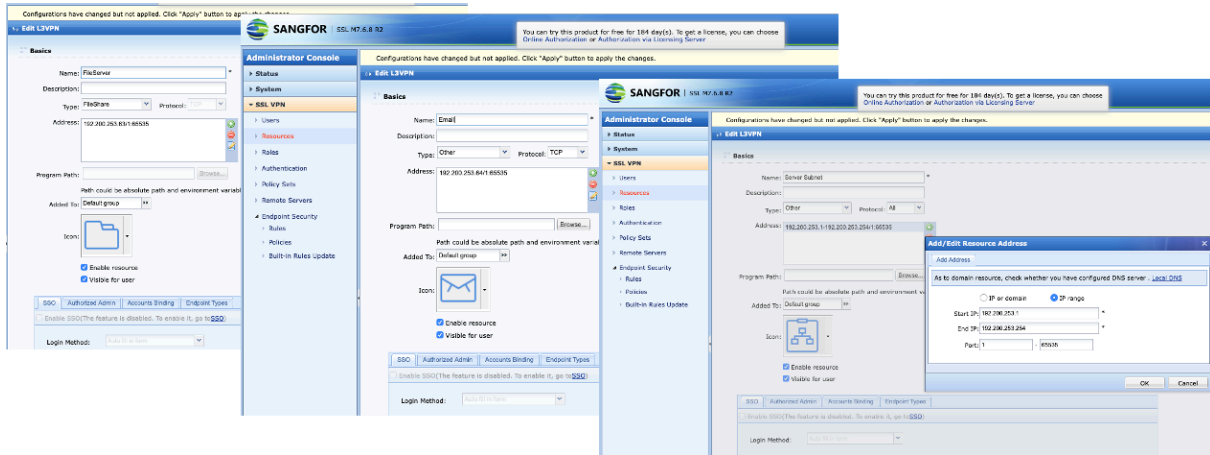 Configurations have changed but not applied. Click "Apply" button to apply the changes.
Edit L3VPN
Basics
Name: FileServer *
Description:
Type: FileShare Protocol: TCP
Address: 192.200.253.83/1:65535
Program Path: Browse...
Path could be absolute path and environment variabl
Added To: Default group
Icon:
Enable resource
Visible for user
SSO Authorized Admin Accounts Binding Endpoint Types
Enable SSO(The feature is disabled. To enable it, go to SSO)
Login Method: Auto fill in form
SANGFOR | SSL M7.6.8 R2
You can try this product for free for 184 day(s). To get a license, you can choose
Online Authorization or Authorization via Licensing Server
Administrator Console
Configurations have changed but not applied. Click "Apply" button to apply the changes.
Status
System
SSL VPN
Users
Resources
Roles
Authentication
Policy Sets
Remote Servers
Endpoint Security
Rules
Policies
Built-in Rules Update
Edit L3VPN
Basics
Name: Email *
Description:
Type: Other Protocol: TCP
Address: 192.200.253.84/1:65535
Program Path: Browse...
Path could be absolute path and environment varial
Added To: Default group
Icon:
Enable resource
Visible for user
SSO Authorized Admin Accounts Binding Endpoint Types
Enable SSO(The feature is disabled. To enable it, go to SSO)
Login Method: Auto fill in form
SANGFOR | SSL M7.6.8 R2
You can try this product for free for 184 day(s). To get a license, you can choose
Online Authorization or Authorization via Licensing Server
Administrator Console
Configurations have changed but not applied. Click "Apply" button to apply the changes.
Status
System
SSL VPN
Users
Resources
Roles
Authentication
Policy Sets
Remote Servers
Endpoint Security
Rules
Policies
Built-in Rules Update
Edit L3VPN
Basics
Name: Server Subnet *
Description:
Type: Other Protocol: All
Address: 192.200.253.1-192.200.253.254/1:65535
Program Path: Browse...
Path could be absolute path and environment va
Added To: Default group
Icon:
Enable resource
Visible for user
SSO Authorized Admin Accounts Binding Endpoint Types
Enable SSO(The feature is disabled. To enable it, go to SSO)
Login Method: Auto fill in form
Add/Edit Resource Address
Add Address
As to domain resource, check whether you have configured DNS server . Local DNS
IP or domain IP range
Start IP: 192.200.253.1 *
End IP: 192.200.253.254 *
Port: 1 - 65535
OK Cancel